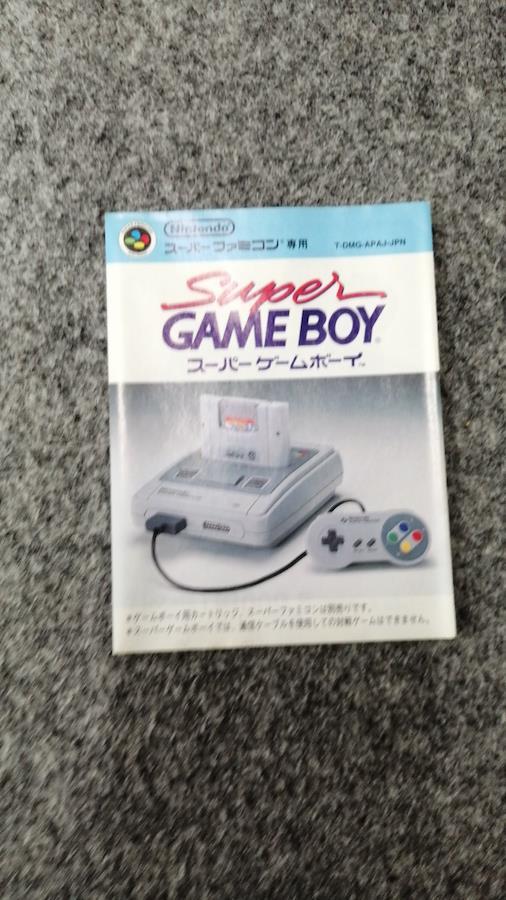 Nintendo
スーパーファミコン® 専用
T-DMG-APAJ-JPN
Super
GAME BOY®
スーパーゲームボーイ™
*ゲームボーイ用カートリッジ、スーパーファミコンは別売りです。
*スーパーゲームボーイでは、通信ケーブルを使用しての対戦ゲームはできません。